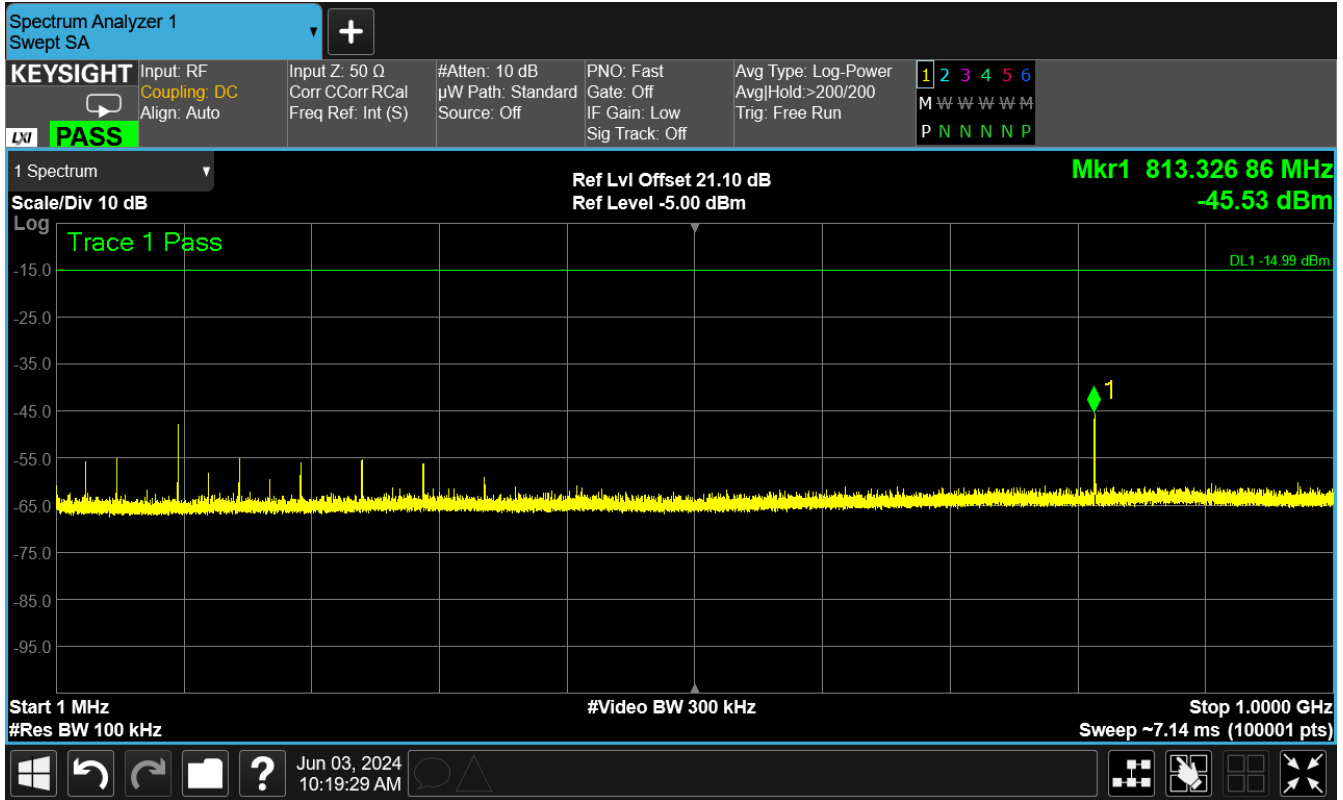 Spectrum Analyzer 1
Swept SA
KEYSIGHT
LXI PASS
Input: RF
Coupling: DC
Align: Auto
Input Z: 50 Ω
Corr CCorr RCal
Freq Ref: Int (S)
#Atten: 10 dB
µW Path: Standard
Source: Off
PNO: Fast
Gate: Off
IF Gain: Low
Sig Track: Off
Avg Type: Log-Power
Avg|Hold:>200/200
Trig: Free Run
1 2 3 4 5 6
M W W W W M
P N N N N P
1 Spectrum
Scale/Div 10 dB
Ref Lvl Offset 21.10 dB
Ref Level -5.00 dBm
Mkr1 813.326 86 MHz
-45.53 dBm
Log
Trace 1 Pass
DL1 -14.99 dBm
-15.0
-25.0
-35.0
-45.0
1
-55.0
-65.0
-75.0
-85.0
-95.0
Start 1 MHz
#Video BW 300 kHz
Stop 1.0000 GHz
#Res BW 100 kHz
Sweep ~7.14 ms (100001 pts)
?
Jun 03, 2024
10:19:29 AM